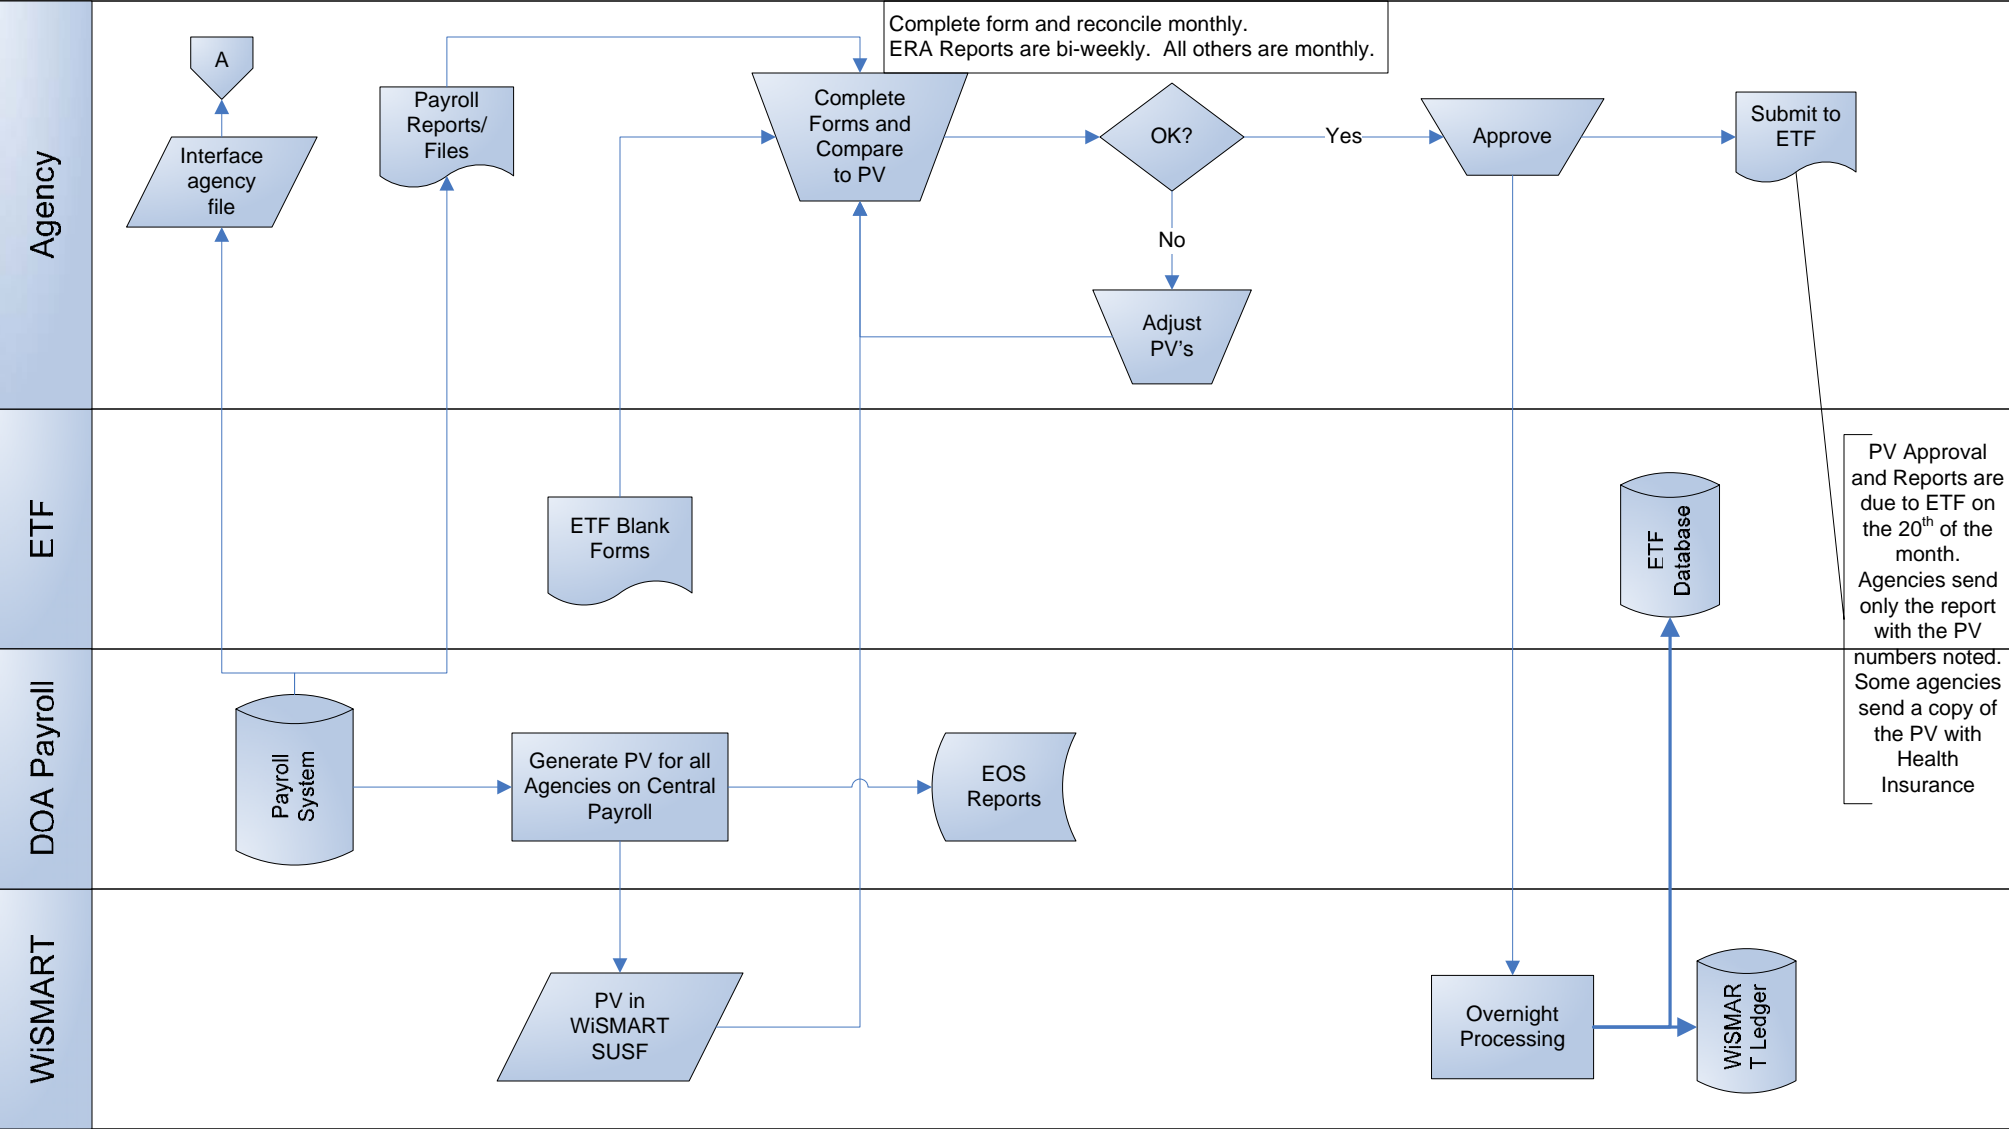 Agency
A
Interface
agency
file
Payroll
Reports/
Files
Complete form and reconcile monthly.
ERA Reports are bi-weekly.  All others are monthly.
Complete
Forms and
Compare
to PV
OK?
Yes
Approve
Submit to
ETF
No
Adjust
PV’s
ETF
ETF Blank
Forms
ETF
Database
PV Approval
and Reports are
due to ETF on
the 20th of the
month.
Agencies send
only the report
with the PV
numbers noted.
Some agencies
send a copy of
the PV with
Health
Insurance
DOA Payroll
Payroll
System
Generate PV for all
Agencies on Central
Payroll
EOS
Reports
WiSMART
PV in
WiSMART
SUSF
Overnight
Processing
WiSMAR
T Ledger